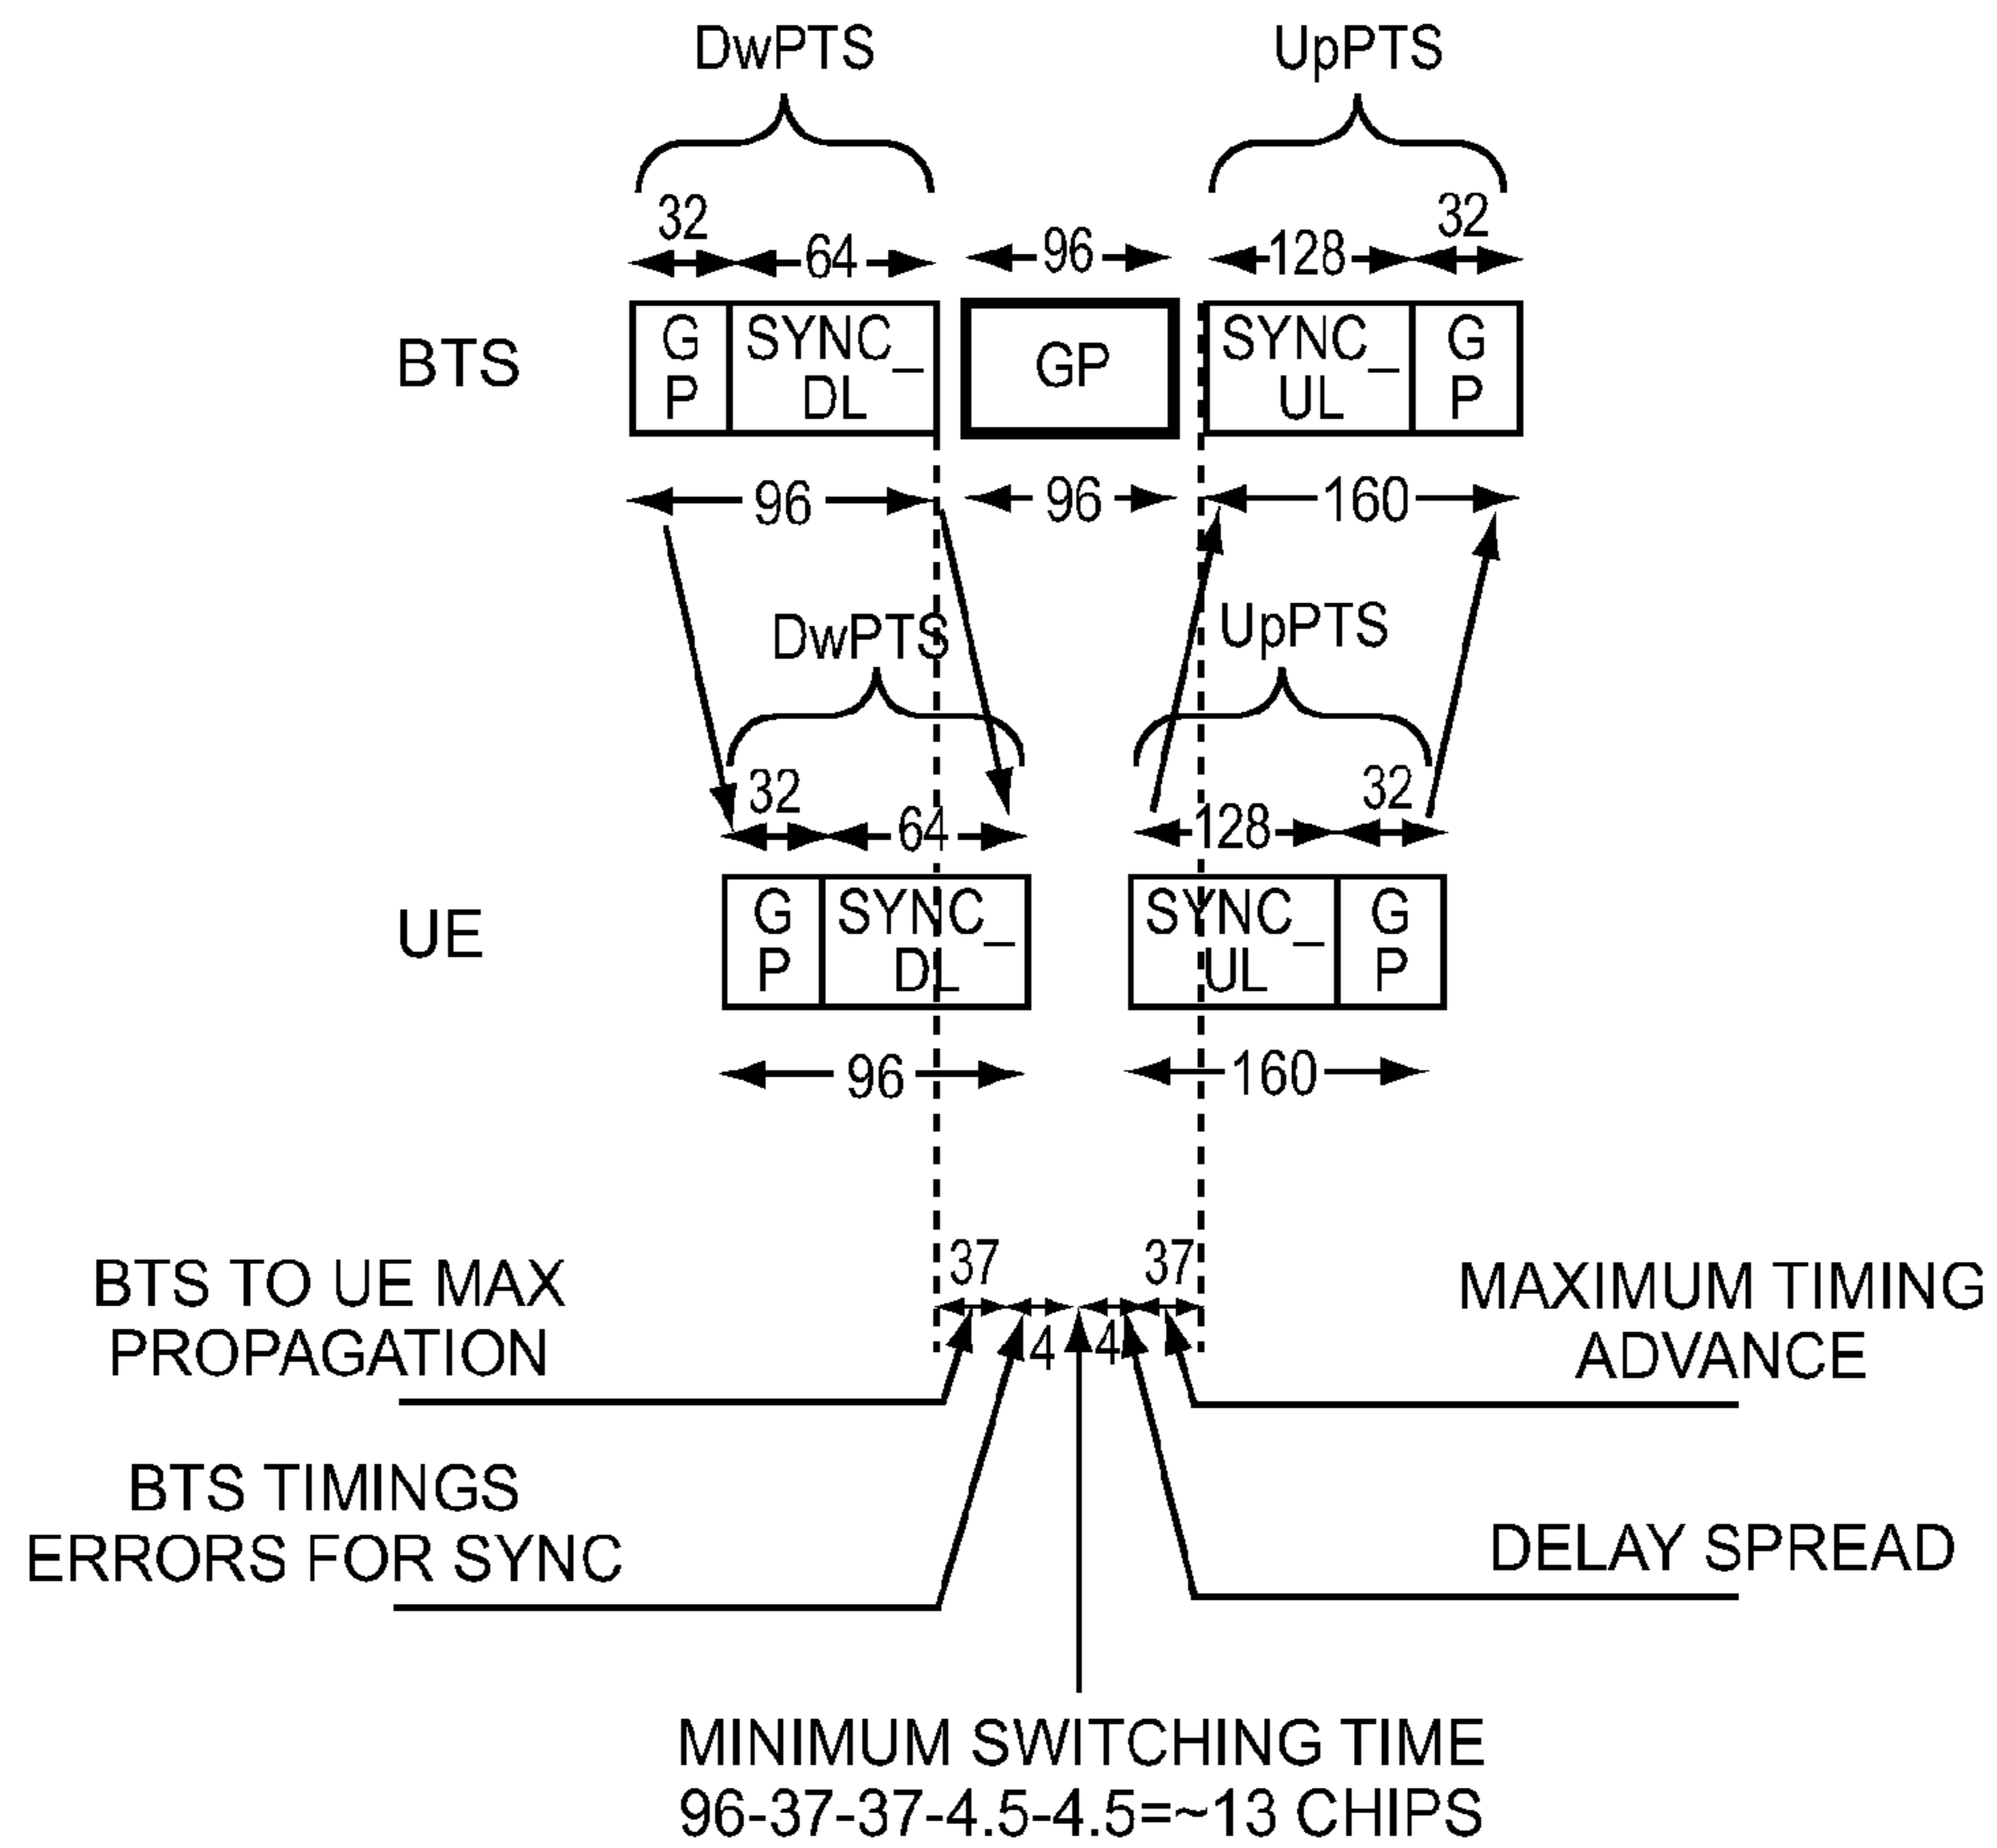 DwPTS
UpPTS
32
64
96
128
32
BTS
G
P
SYNC_
DL
GP
SYNC_
UL
G
P
96
96
160
DwPTS
UpPTS
32
64
128
32
UE
G
P
SYNC_
DL
SYNC_
UL
G
P
96
160
37
37
4
4
BTS TO UE MAX
PROPAGATION
MAXIMUM TIMING
ADVANCE
BTS TIMINGS
ERRORS FOR SYNC
DELAY SPREAD
MINIMUM SWITCHING TIME
96-37-37-4.5-4.5=~13 CHIPS